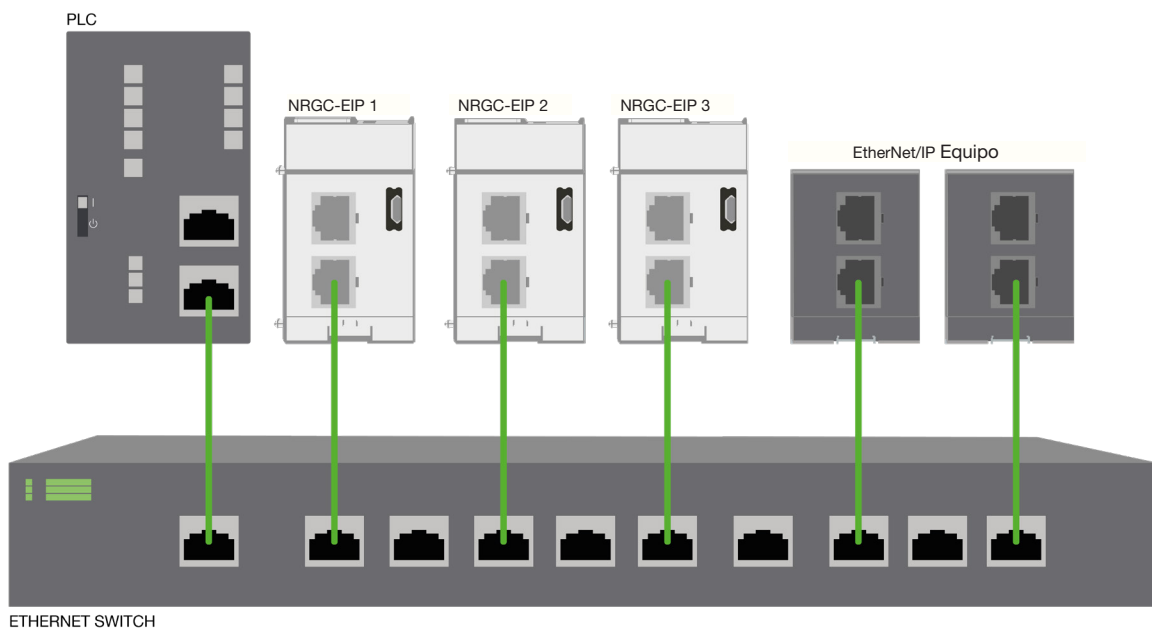 PLC
NRGC-EIP 1
NRGC-EIP 2
NRGC-EIP 3
EtherNet/IP Equipo
ETHERNET SWITCH